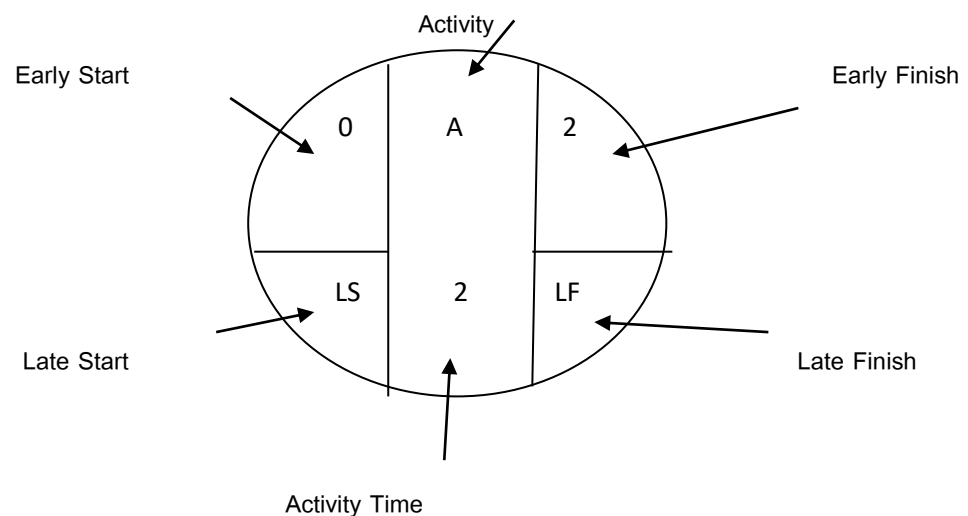 Activity
Early Start
Early Finish
0 A 2
LS 2 LF
Late Start
Late Finish
Activity Time